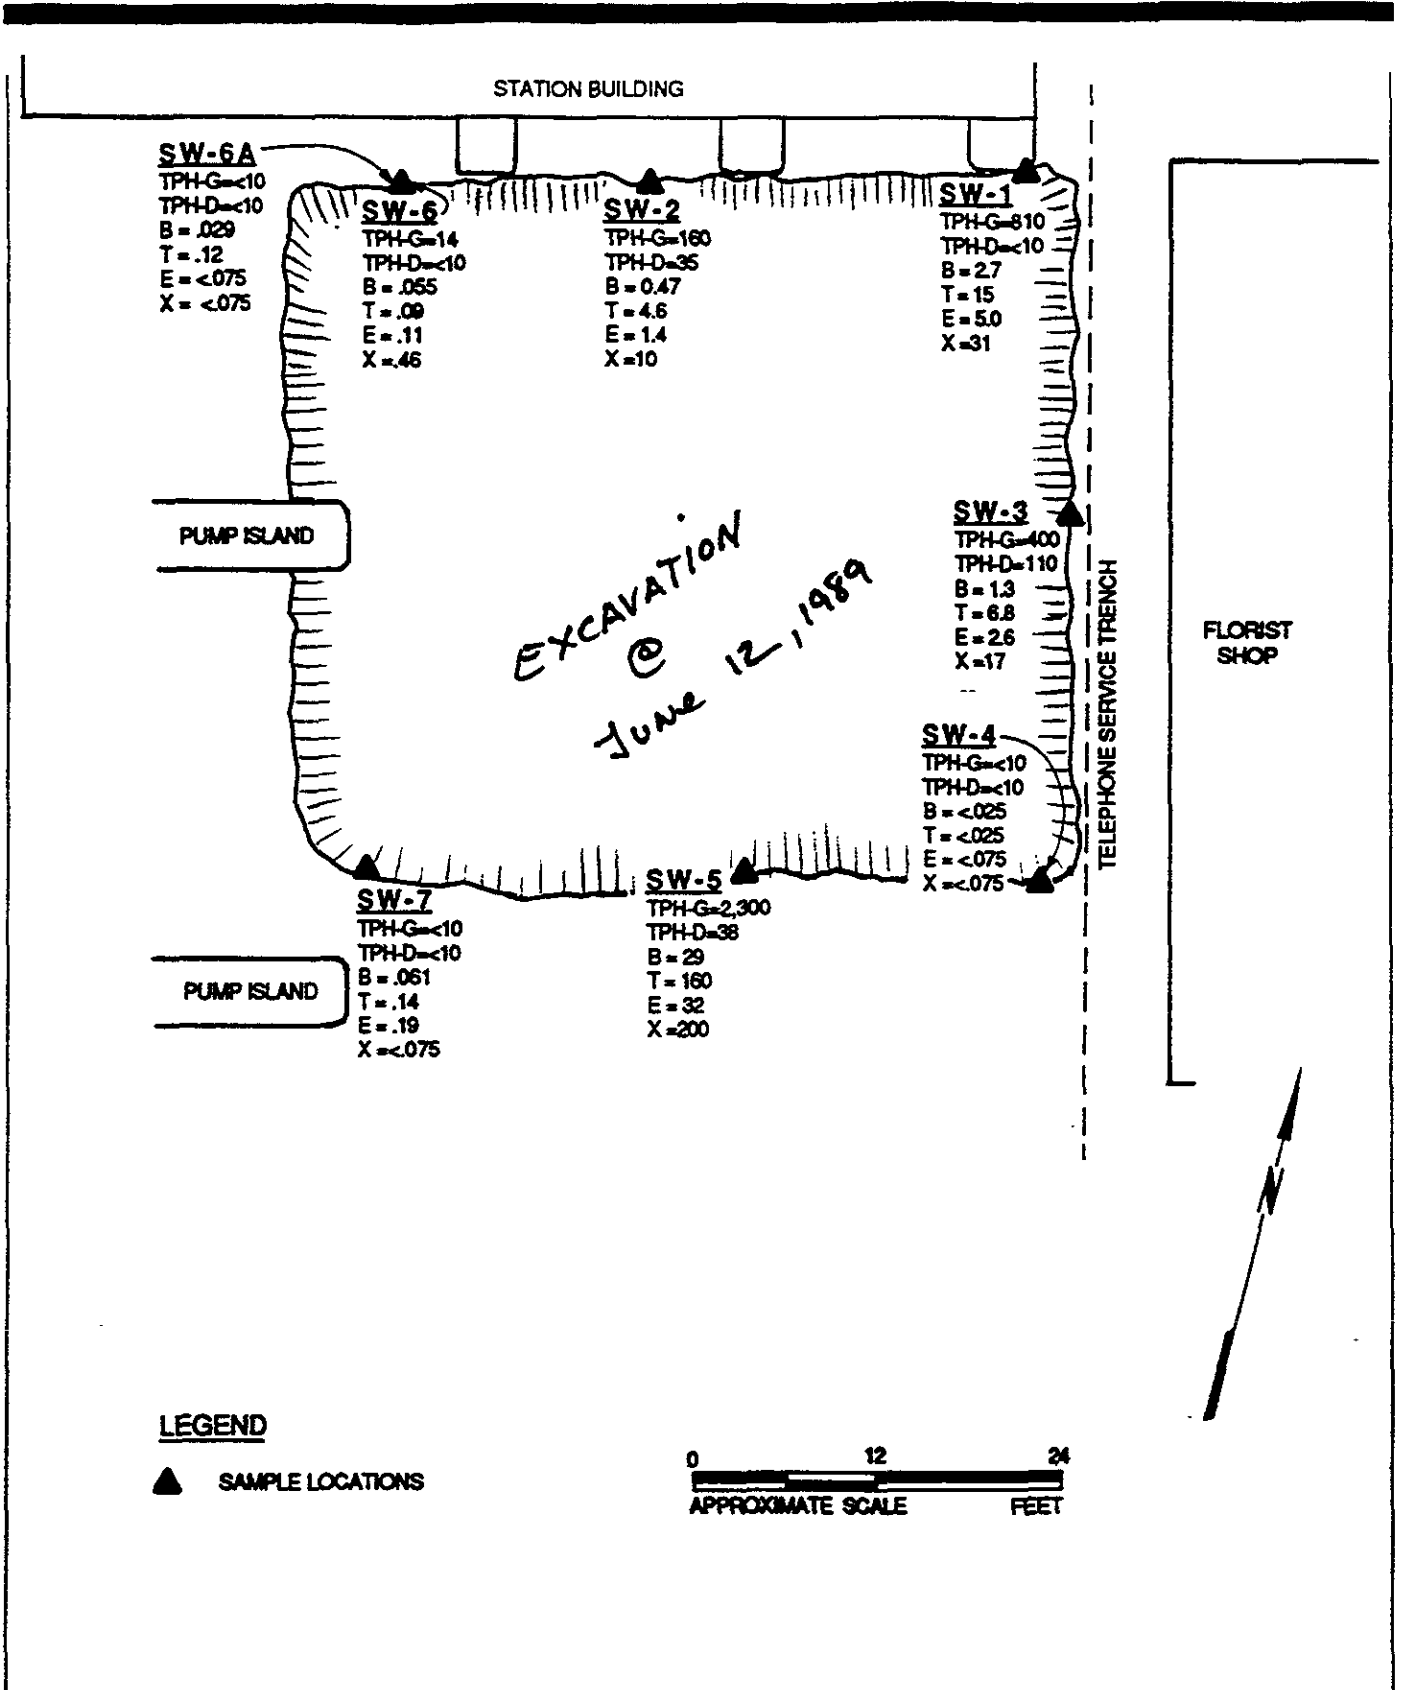 STATION BUILDING
SW-6A
TPH-G=<10
TPH-D=<10
B = .029
T = .12
E = <.075
X = <.075
SW-6
TPH-G=14
TPH-D=<10
B = .055
T = .09
E = .11
X =.46
SW-2
TPH-G=160
TPH-D=35
B = 0.47
T = 4.6
E = 1.4
X =10
SW-1
TPH-G=810
TPH-D=<10
B = 2.7
T = 15
E = 5.0
X =31
PUMP ISLAND
EXCAVATION
@
June 12, 1989
SW-3
TPH-G=400
TPH-D=110
B = 1.3
T = 6.8
E = 2.6
X =17
TELEPHONE SERVICE TRENCH
FLORIST
SHOP
SW-4
TPH-G=<10
TPH-D=<10
B = <.025
T = <.025
E = <.075
X =<.075
SW-7
TPH-G=<10
TPH-D=<10
B = .061
T = .14
E = .19
X =<.075
SW-5
TPH-G=2,300
TPH-D=38
B = 29
T = 160
E = 32
X =200
PUMP ISLAND
N
LEGEND
SAMPLE LOCATIONS
0 12 24
APPROXIMATE SCALE FEET